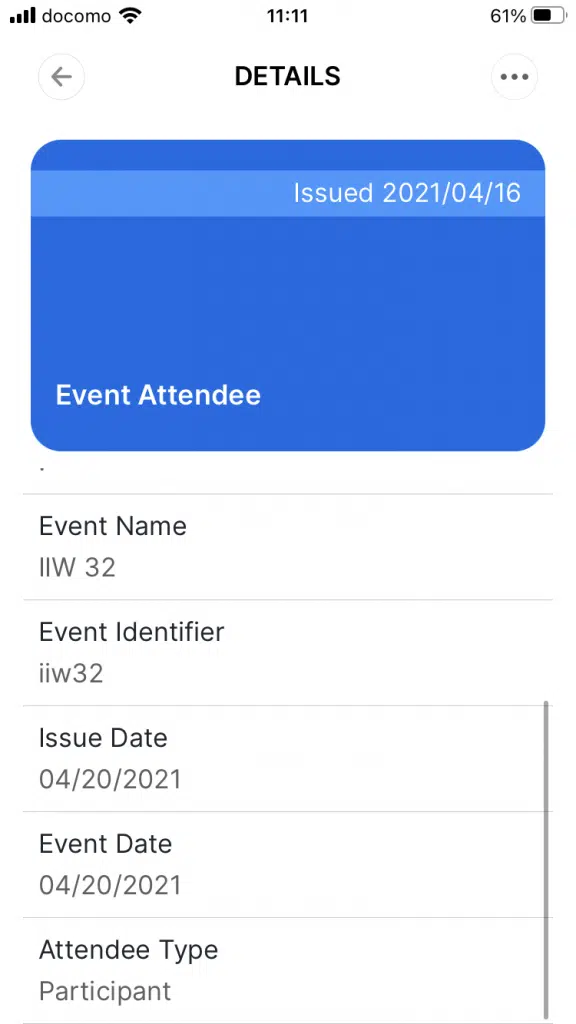 docomo 11:11 61%
DETAILS
Issued 2021/04/16
Event Attendee
.
Event Name
IIW 32
Event Identifier
iiw32
Issue Date
04/20/2021
Event Date
04/20/2021
Attendee Type
Participant